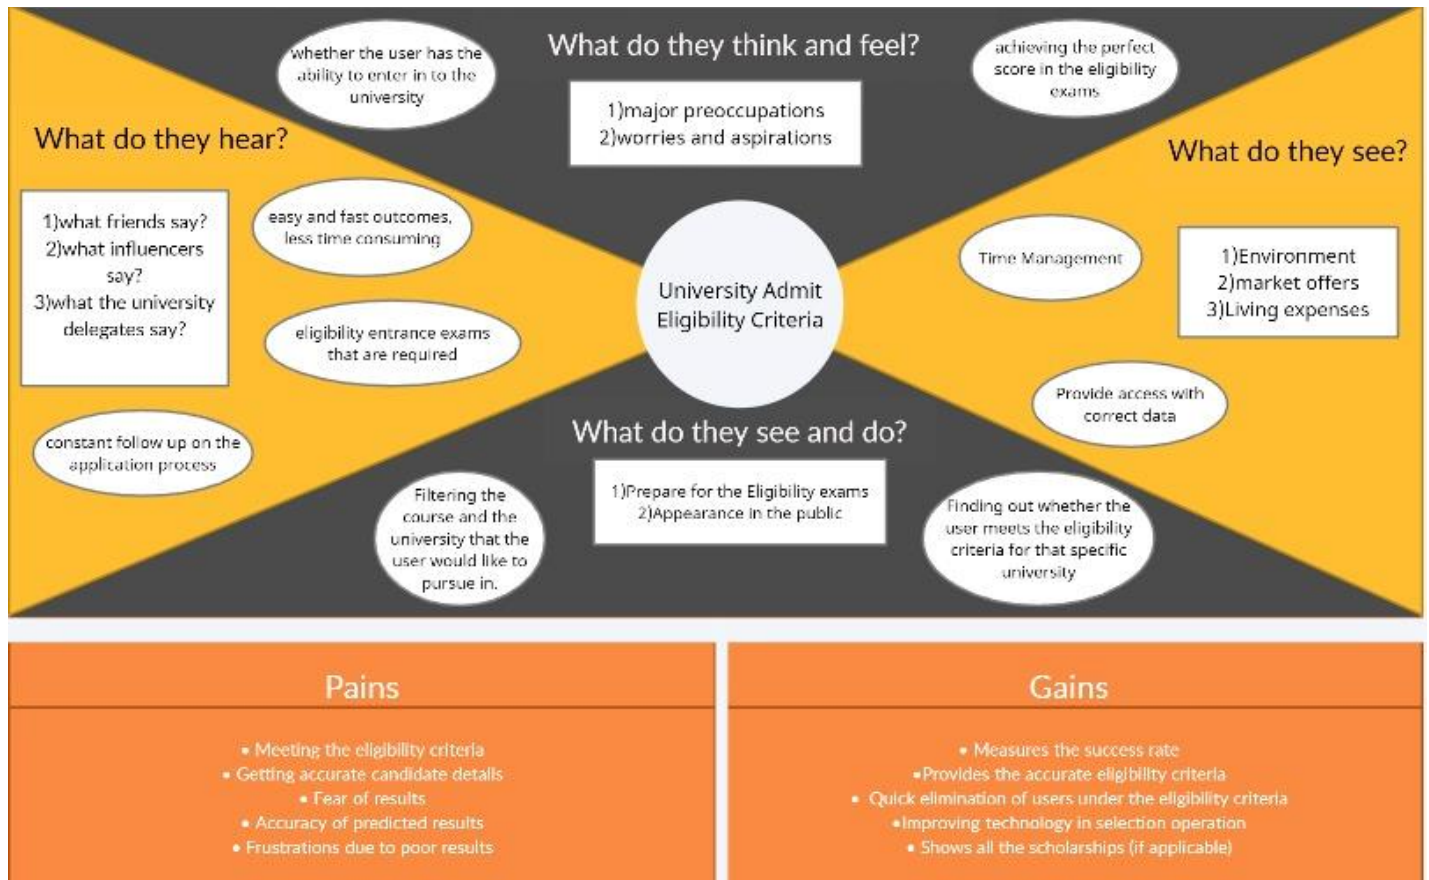 What do they think and feel?
whether the user has the
ability to enter in to the
university
1)major preoccupations
2)worries and aspirations
achieving the perfect
score in the eligibility
exams
What do they hear?
1)what friends say?
2)what influencers
say?
3)what the university
delegates say?
easy and fast outcomes,
less time consuming
eligibility entrance exams
that are required
constant follow up on the
application process
University Admit
Eligibility Criteria
What do they see?
Time Management
1)Environment
2)market offers
3)Living expenses
Provide access with
correct data
What do they see and do?
Filtering the
course and the
university that the
user would like to
pursue in.
1)Prepare for the Eligibility exams
2)Appearance in the public
Finding out whether the
user meets the eligibility
criteria for that specific
university
Pains
• Meeting the eligibility criteria
• Getting accurate candidate details
• Fear of results
• Accuracy of predicted results
• Frustrations due to poor results
Gains
• Measures the success rate
•Provides the accurate eligibility criteria
• Quick elimination of users under the eligibility criteria
•Improving technology in selection operation
• Shows all the scholarships (if applicable)